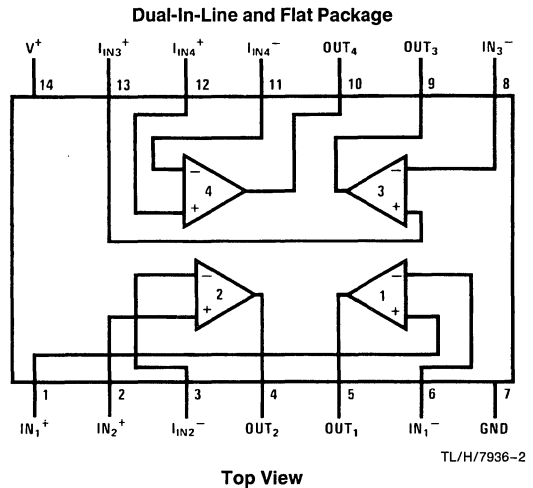 Dual-In-Line and Flat Package
V+ IIN3+ IIN4+ IIN4− OUT4 OUT3 IN3−
14 13 12 11 10 9 8
− −
4 3
+ +
− −
2 1
+ +
1 2 3 4 5 6 7
IN1+ IN2+ IIN2− OUT2 OUT1 IN1− GND
TL/H/7936–2
Top View